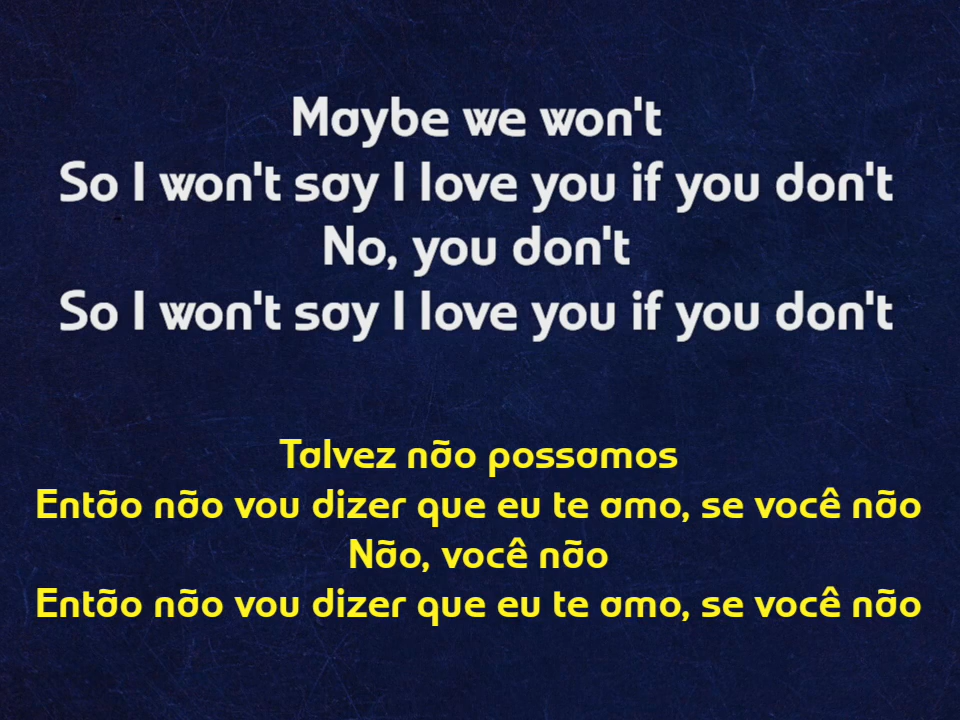 Maybe we won't
So I won't say I love you if you don't
No, you don't
So I won't say I love you if you don't
Talvez não possamos
Então não vou dizer que eu te amo, se você não
Não, você não
Então não vou dizer que eu te amo, se você não